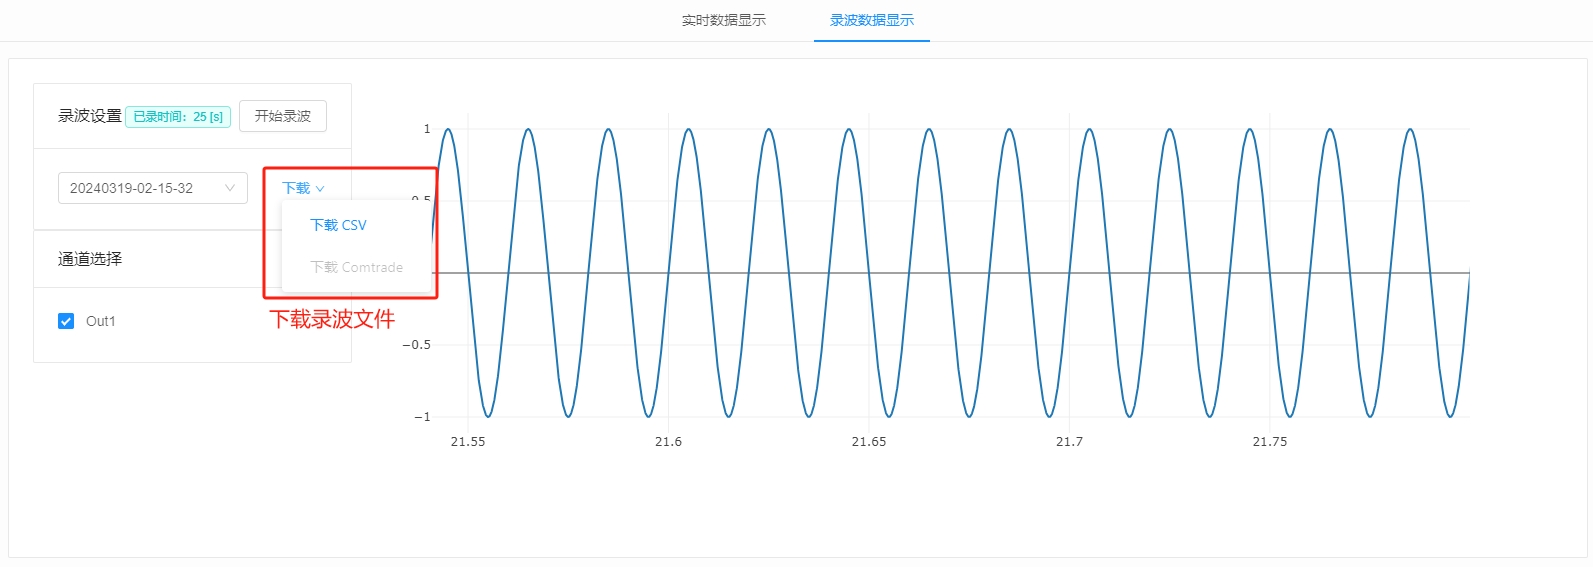 实时数据显示
录波数据显示
录波设置
已录时间：25 [s]
开始录波
20240319-02-15-32
下载
下载 CSV
下载 Comtrade
下载录波文件
通道选择
Out1
1
0.5
−0.5
−1
21.55
21.6
21.65
21.7
21.75